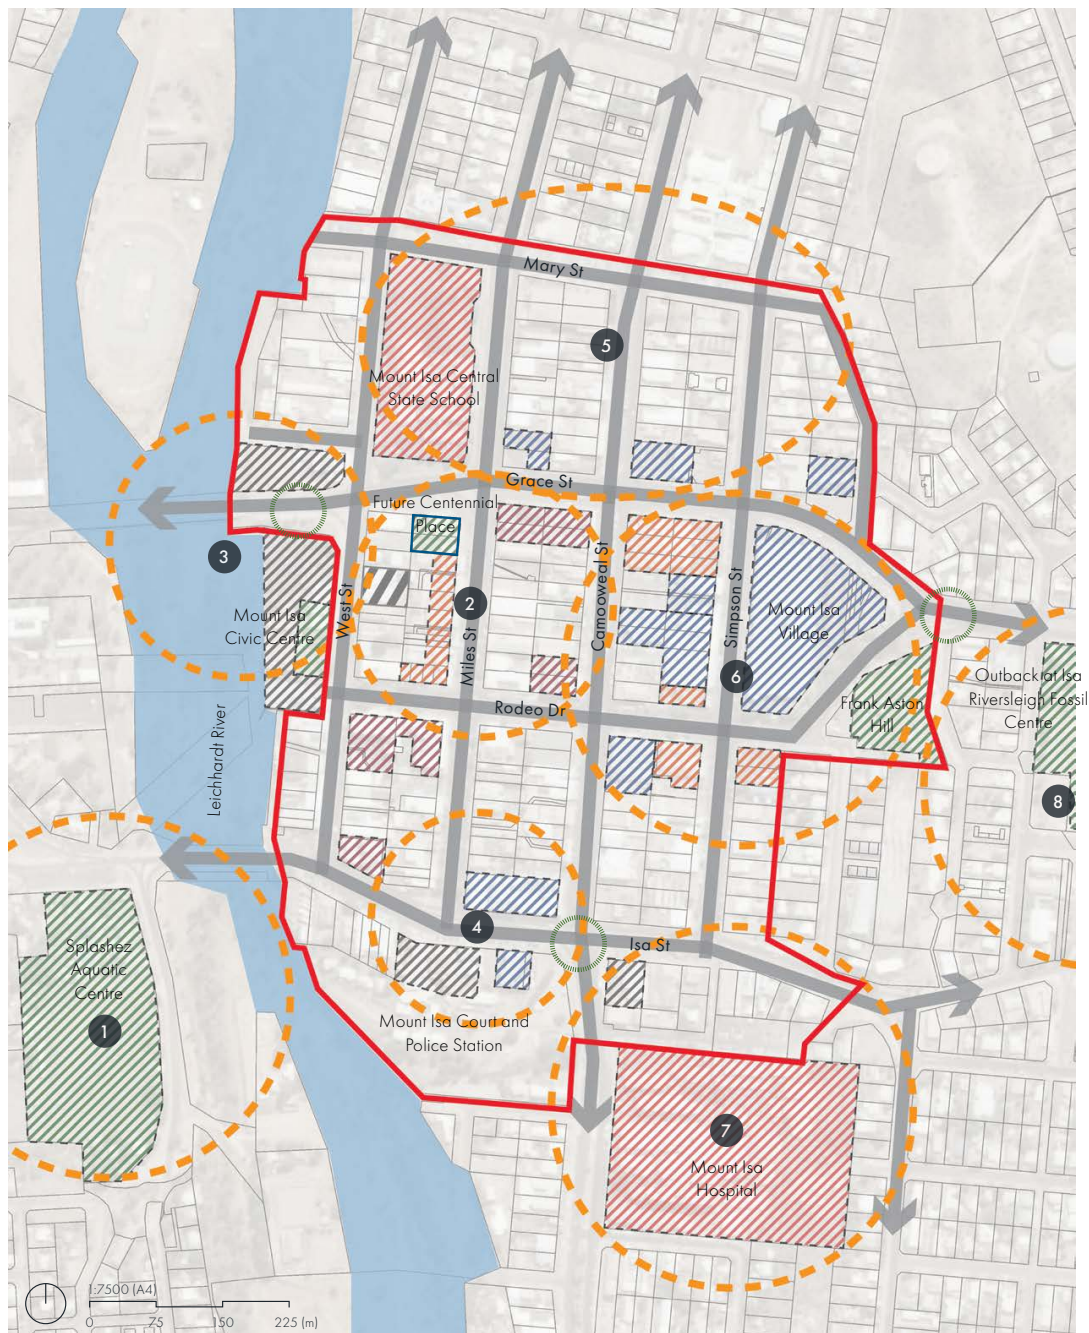 Mary St
5
Mount Isa Central
State School
Grace St
Future Centennial
Place
3
2
West St
Miles St
Camooweal St
Simpson St
Mount Isa
Village
Mount Isa
Civic Centre
6
Outback at Isa
Riversleigh Fossil
Centre
Frank Aston
Hill
Rodeo Dr
Leichhardt River
8
4
Isa St
Splashez
Aquatic
Centre
1
Mount Isa Court and
Police Station
7
Mount Isa
Hospital
1:7500 (A4)
0 75 150 225 (m)